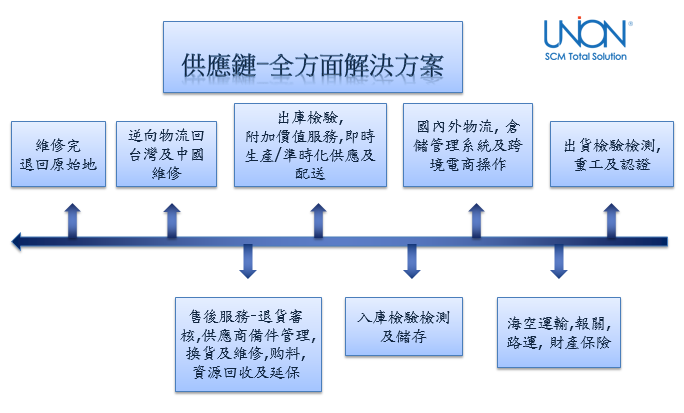 UNION®
SCM Total Solution
供應鏈-全方面解決方案
維修完
退回原始地
逆向物流回
台灣及中國
維修
出庫檢驗,
附加價值服務,即時
生產/準時化供應及
配送
國內外物流, 倉
儲管理系統及跨
境電商操作
出貨檢驗檢測,
重工及認證
售後服務-退貨審
核,供應商備件管理,
換貨及維修,购料,
資源回收及延保
入庫檢驗檢測
及儲存
海空運輸,報關,
路運, 財產保險